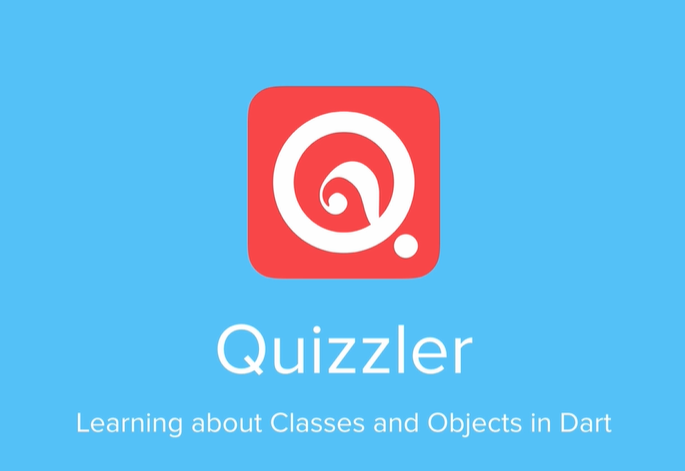 Quizzler
Learning about Classes and Objects in Dart